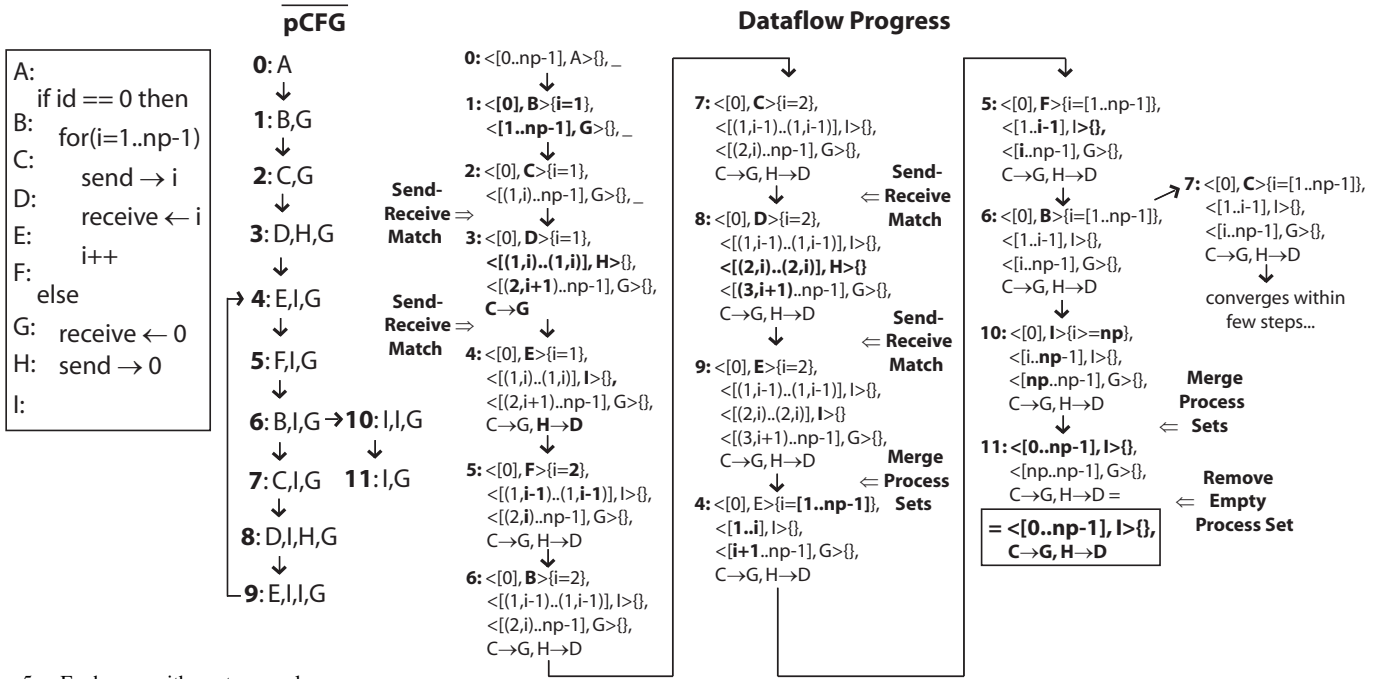 pCFG
Dataflow Progress
A:
if id == 0 then
B:
for(i=1..np-1)
C:
send → i
D:
receive ← i
E:
i++
F:
else
G: receive ← 0
H: send → 0
I:
0: A
1: B,G
2: C,G
3: D,H,G
4: E,I,G
5: F,I,G
6: B,I,G → 10: I,I,G
7: C,I,G 11: I,G
8: D,I,H,G
9: E,I,I,G
0: <[0..np-1], A>{}, _
1: <[0], B>{i=1},
<[1..np-1], G>{}, _
2: <[0], C>{i=1},
<[(1,i)..np-1], G>{}, _
Send-
Receive ⇒
Match
3: <[0], D>{i=1},
<[(1,i)..(1,i)], H>{},
<[(2,i+1)..np-1], G>{},
C→G
Send-
Receive ⇒
Match
4: <[0], E>{i=1},
<[(1,i)..(1,i)], I>{},
<[(2,i+1)..np-1], G>{},
C→G, H→D
5: <[0], F>{i=2},
<[(1,i-1)..(1,i-1)], I>{},
<[(2,i)..np-1], G>{},
C→G, H→D
6: <[0], B>{i=2},
<[(1,i-1)..(1,i-1)], I>{},
<[(2,i)..np-1], G>{},
C→G, H→D
7: <[0], C>{i=2},
<[(1,i-1)..(1,i-1)], I>{},
<[(2,i)..np-1], G>{},
C→G, H→D
Send-
⇐ Receive
Match
8: <[0], D>{i=2},
<[(1,i-1)..(1,i-1)], I>{},
<[(2,i)..(2,i)], H>{}
<[(3,i+1)..np-1], G>{},
C→G, H→D
Send-
⇐ Receive
Match
9: <[0], E>{i=2},
<[(1,i-1)..(1,i-1)], I>{},
<[(2,i)..(2,i)], I>{}
<[(3,i+1)..np-1], G>{},
C→G, H→D
Merge
⇐ Process
Sets
4: <[0], E>{i=[1..np-1]},
<[1..i], I>{},
<[i+1..np-1], G>{},
C→G, H→D
5: <[0], F>{i=[1..np-1]},
<[1..i-1], I>{},
<[i..np-1], G>{},
C→G, H→D
6: <[0], B>{i=[1..np-1]},
<[1..i-1], I>{},
<[i..np-1], G>{},
C→G, H→D
7: <[0], C>{i=[1..np-1]},
<[1..i-1], I>{},
<[i..np-1], G>{},
C→G, H→D
converges within
few steps...
10: <[0], I>{i>=np},
<[i..np-1], I>{},
<[np..np-1], G>{},
C→G, H→D
Merge
Process
⇐ Sets
11: <[0..np-1], I>{},
<[np..np-1], G>{},
C→G, H→D =
Remove
⇐ Empty
Process Set
= <[0..np-1], I>{},
C→G, H→D